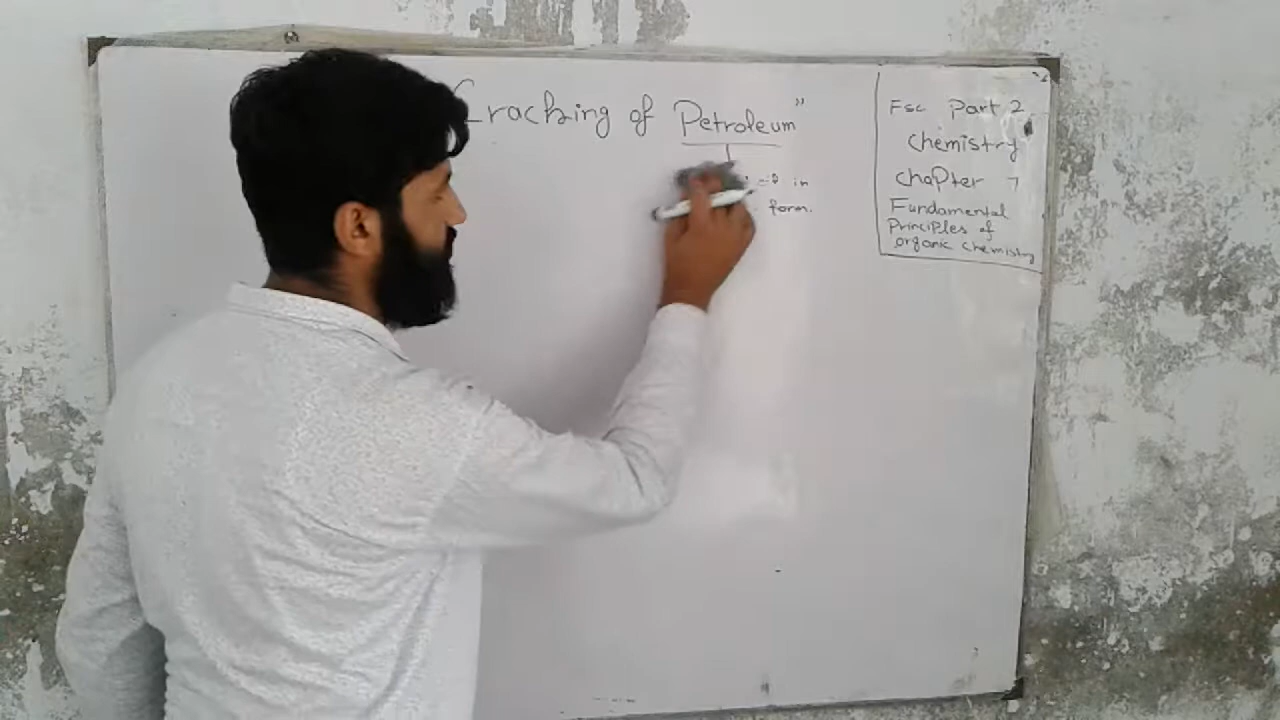 Cracking of Petroleum"
in
form.
Fsc Part 2
Chemistry
Chapter 7
Fundamental
Principles of
organic chemistry